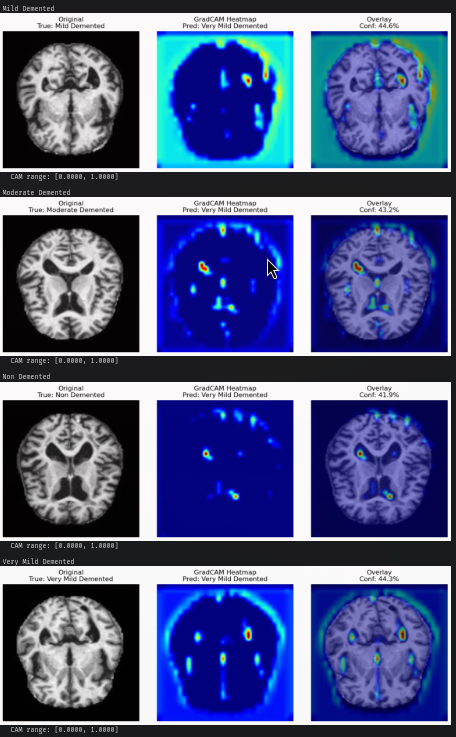 Mild Demented
Original
True: Mild Demented
GradCAM Heatmap
Pred: Very Mild Demented
Overlay
Conf: 44.6%
CAM range: [0.0000, 1.0000]
Moderate Demented
Original
True: Moderate Demented
GradCAM Heatmap
Pred: Very Mild Demented
Overlay
Conf: 43.2%
CAM range: [0.0000, 1.0000]
Non Demented
Original
True: Non Demented
GradCAM Heatmap
Pred: Very Mild Demented
Overlay
Conf: 41.9%
CAM range: [0.0000, 1.0000]
Very Mild Demented
Original
True: Very Mild Demented
GradCAM Heatmap
Pred: Very Mild Demented
Overlay
Conf: 44.3%
CAM range: [0.0000, 1.0000]